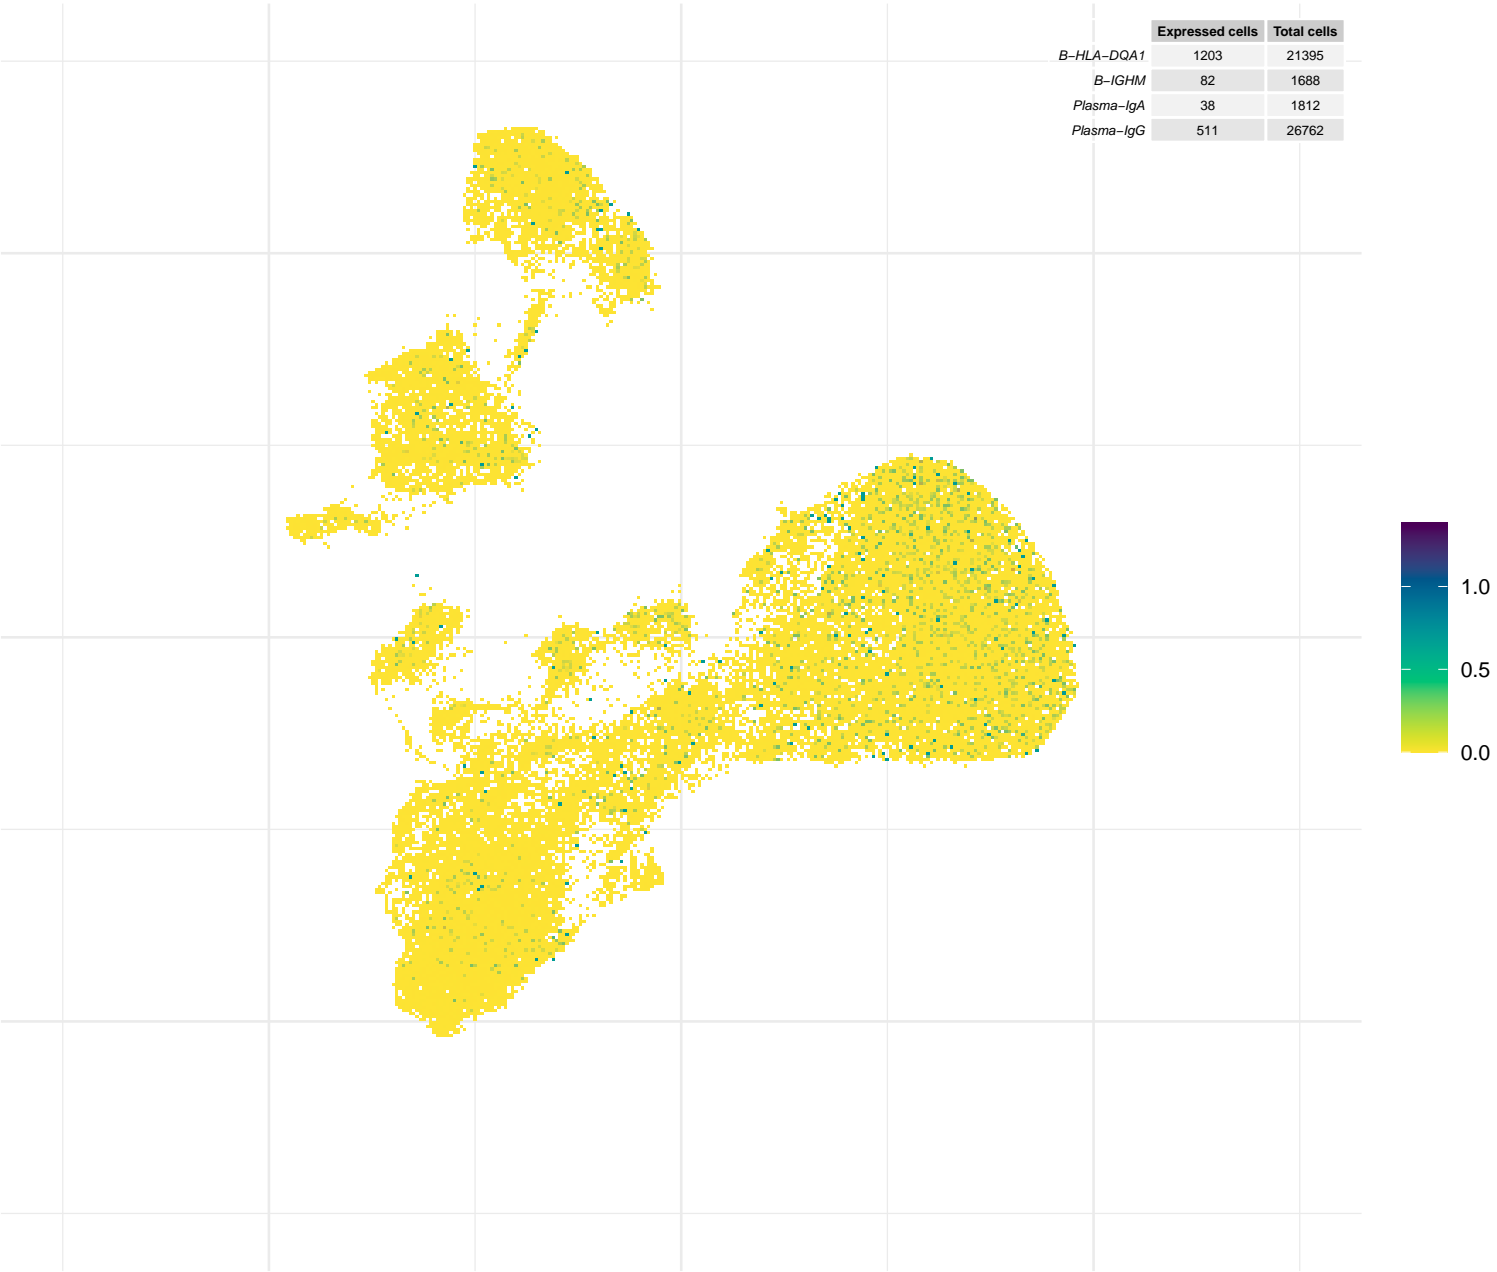 Expressed cells Total cells
B−HLA−DQA1 1203 21395
B−IGHM 82 1688
Plasma−IgA 38 1812
Plasma−IgG 511 26762
1.0
0.5
0.0